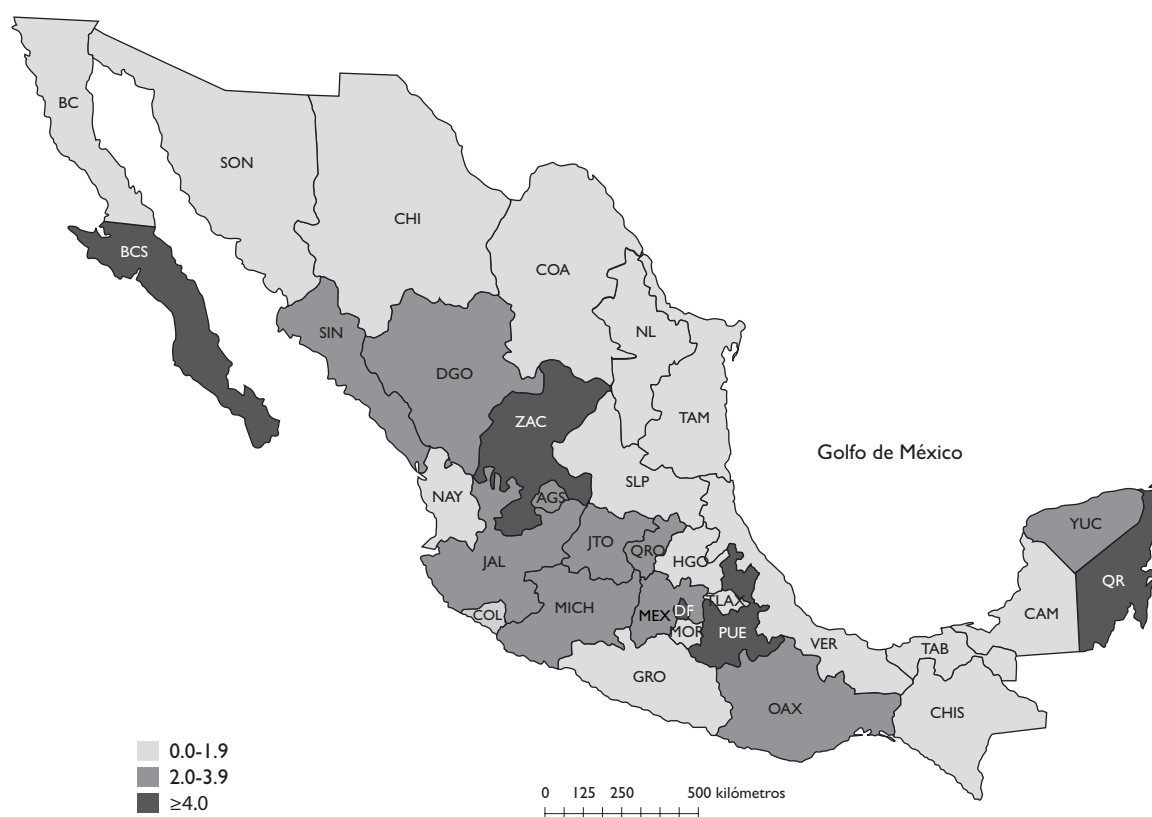 BC
SON
CHI
BCS
COA
SIN
NL
DGO
ZAC
TAM
Golfo de México
SLP
NAY
AGS
YUC
JTO
QRO
JAL
HGO
QR
TLAX
MICH
COL
MEX
DF
CAM
MOR
PUE
VER
TAB
GRO
OAX
CHIS
0.0-1.9
2.0-3.9
≥4.0
0 125 250 500 kilómetros